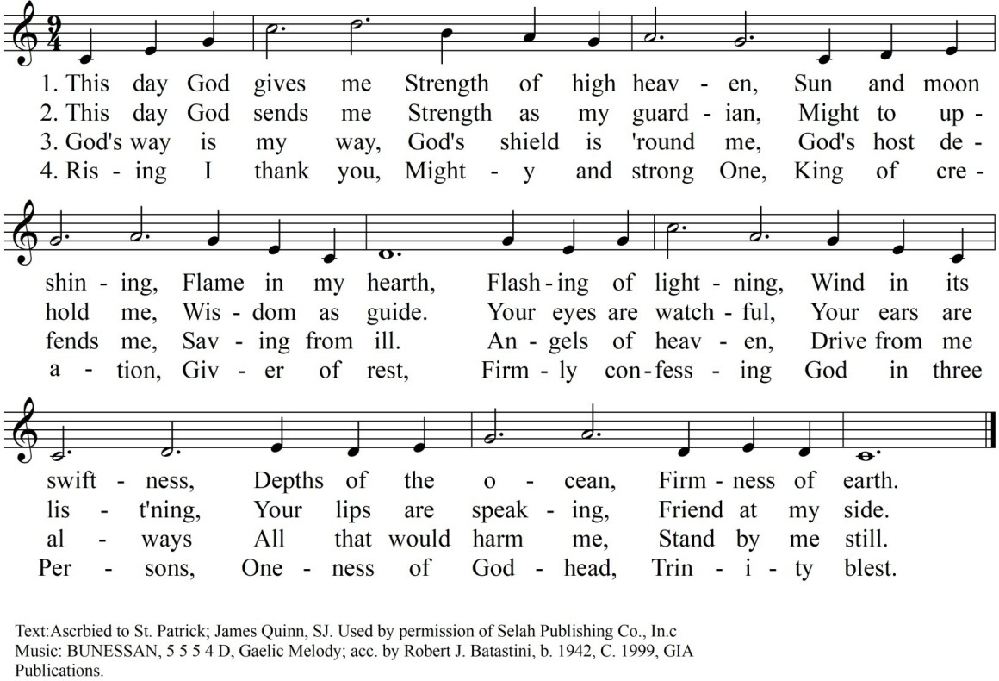 9
4
1. This day God gives me Strength of high heav - en, Sun and moon
2. This day God sends me Strength as my guard - ian, Might to up -
3. God's way is my way, God's shield is 'round me, God's host de -
4. Ris - ing I thank you, Might - y and strong One, King of cre -
shin - ing, Flame in my hearth, Flash - ing of light - ning, Wind in its
hold me, Wis - dom as guide. Your eyes are watch - ful, Your ears are
fends me, Sav - ing from ill. An - gels of heav - en, Drive from me
a - tion, Giv - er of rest, Firm - ly con - fess - ing God in three
swift - ness, Depths of the o - cean, Firm - ness of earth.
lis - t'ning, Your lips are speak - ing, Friend at my side.
al - ways All that would harm me, Stand by me still.
Per - sons, One - ness of God - head, Trin - i - ty blest.
Text:Ascrbied to St. Patrick; James Quinn, SJ. Used by permission of Selah Publishing Co., In.c
Music: BUNESSAN, 5 5 5 4 D, Gaelic Melody; acc. by Robert J. Batastini, b. 1942, C. 1999, GIA
Publications.